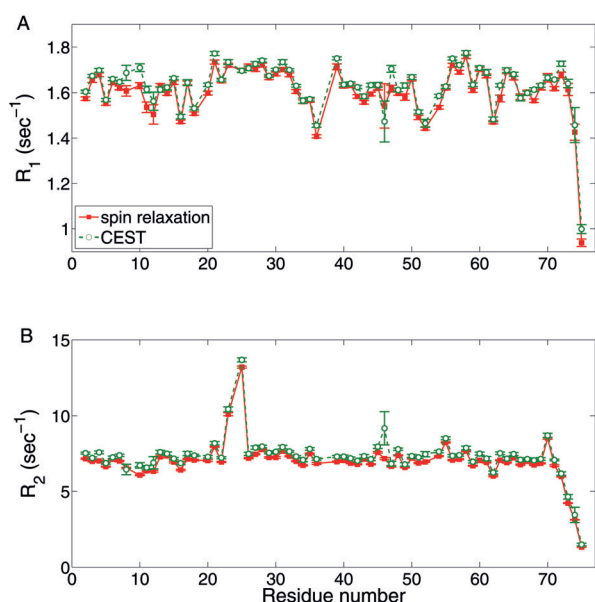 A
1.8
1.6
1.4
1.2
1
R1 (sec−1)
spin relaxation
CEST
0 10 20 30 40 50 60 70
B
15
10
5
0
R2 (sec−1)
0 10 20 30 40 50 60 70
Residue number